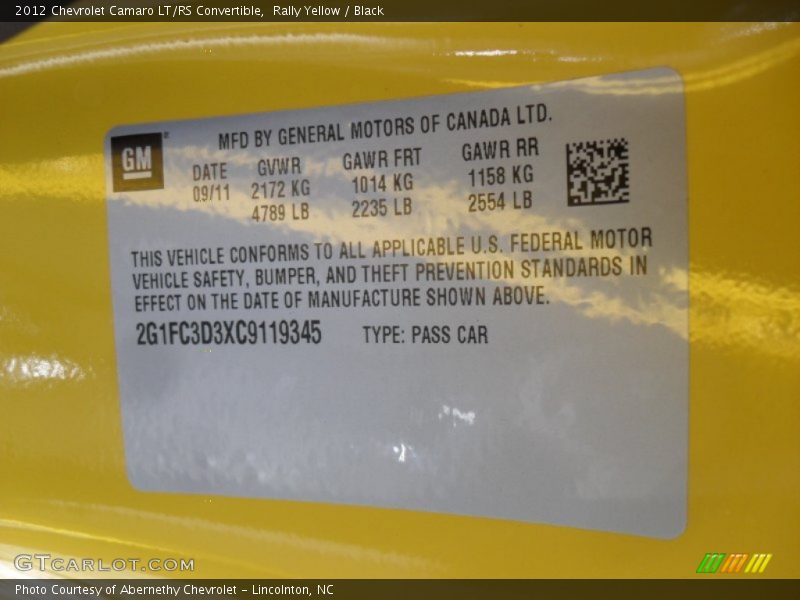 2012 Chevrolet Camaro LT/RS Convertible,  Rally Yellow / Black
GM
MFD BY GENERAL MOTORS OF CANADA LTD.
DATE GVWR GAWR FRT GAWR RR
09/11 2172 KG 1014 KG 1158 KG
4789 LB 2235 LB 2554 LB
THIS VEHICLE CONFORMS TO ALL APPLICABLE U.S. FEDERAL MOTOR
VEHICLE SAFETY, BUMPER, AND THEFT PREVENTION STANDARDS IN
EFFECT ON THE DATE OF MANUFACTURE SHOWN ABOVE.
2G1FC3D3XC9119345 TYPE: PASS CAR
GTCARLOT.COM
Photo Courtesy of Abernethy Chevrolet – Lincolnton, NC